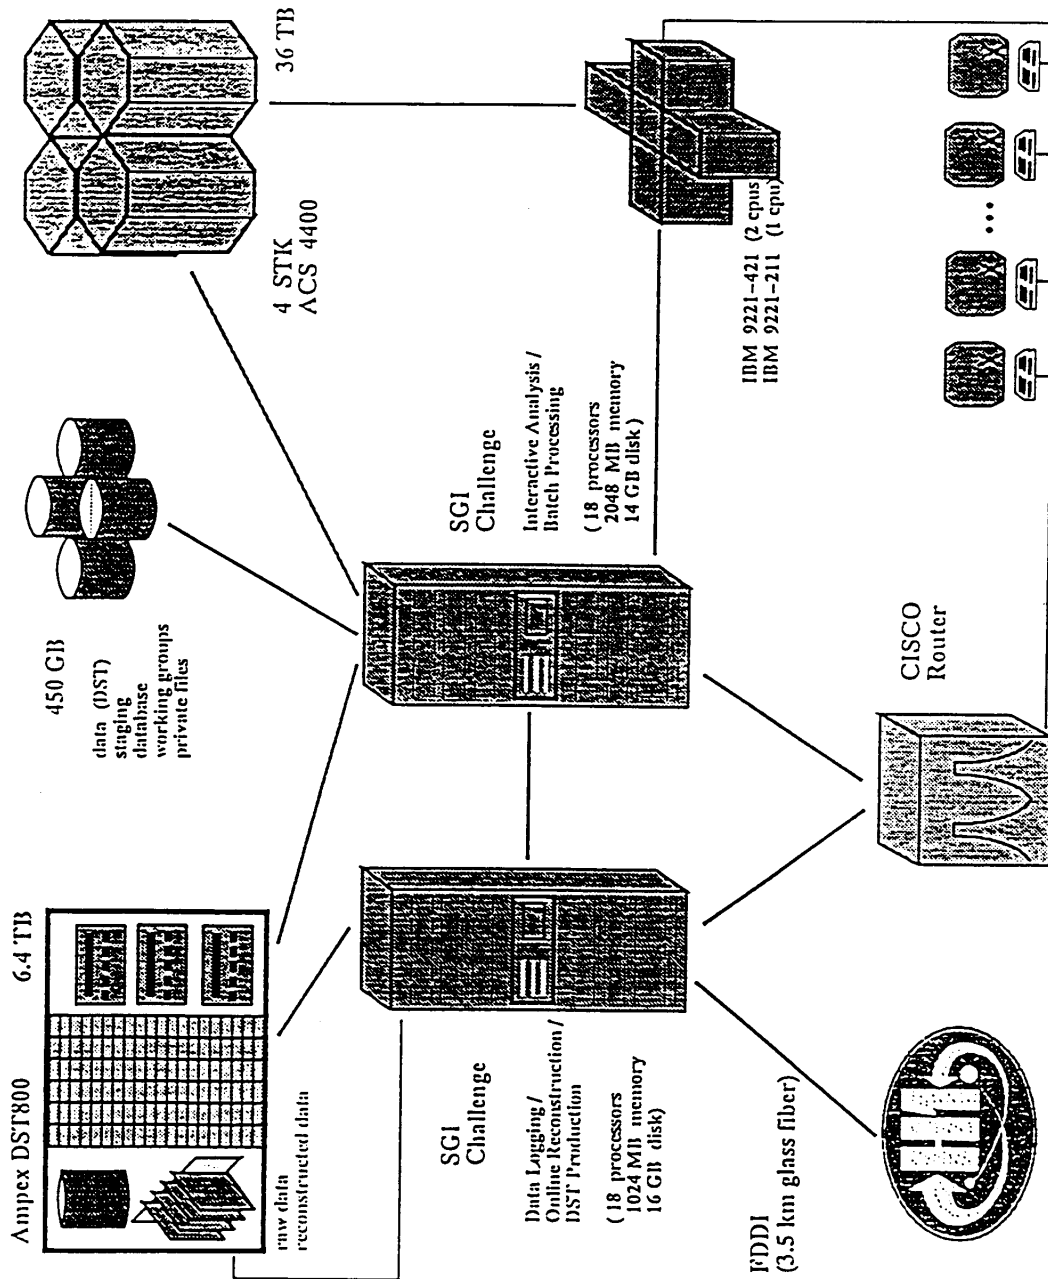 Ampex DST800 6.4 TB
raw data
reconstructed data
450 GB
data (DST)
staging
database
working groups
private files
4 STK
ACS 4400
36 TB
SGI
Challenge
Data Logging /
Online Reconstruction /
DST Production
( 18 processors
1024 MB memory
16 GB disk)
SGI
Challenge
Interactive Analysis /
Batch Processing
( 18 processors
2048 MB memory
14 GB disk )
IBM 9221-421 (2 cpus)
IBM 9221-211 (1 cpu)
FDDI
(3.5 km glass fiber)
CISCO
Router
X
X
...
X
X